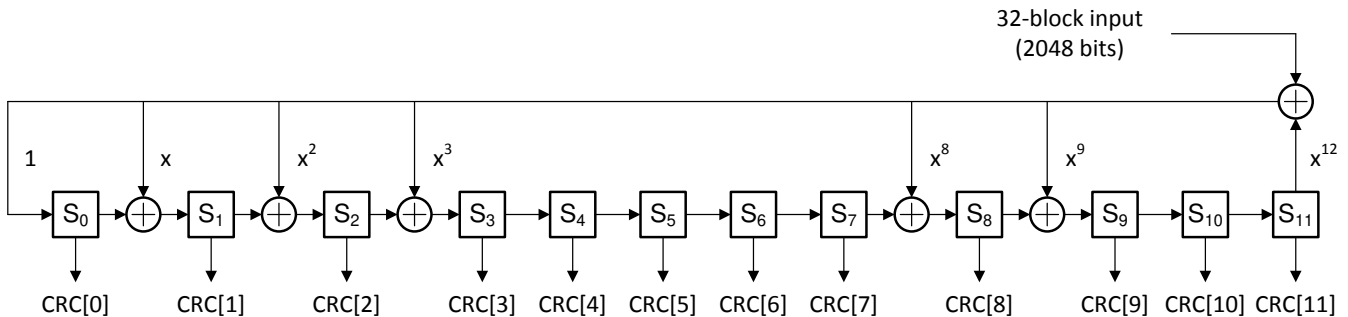 32-block input
(2048 bits)
1 x x² x³ x⁸ x⁹ x¹²
S₀ S₁ S₂ S₃ S₄ S₅ S₆ S₇ S₈ S₉ S₁₀ S₁₁
CRC[0] CRC[1] CRC[2] CRC[3] CRC[4] CRC[5] CRC[6] CRC[7] CRC[8] CRC[9] CRC[10] CRC[11]